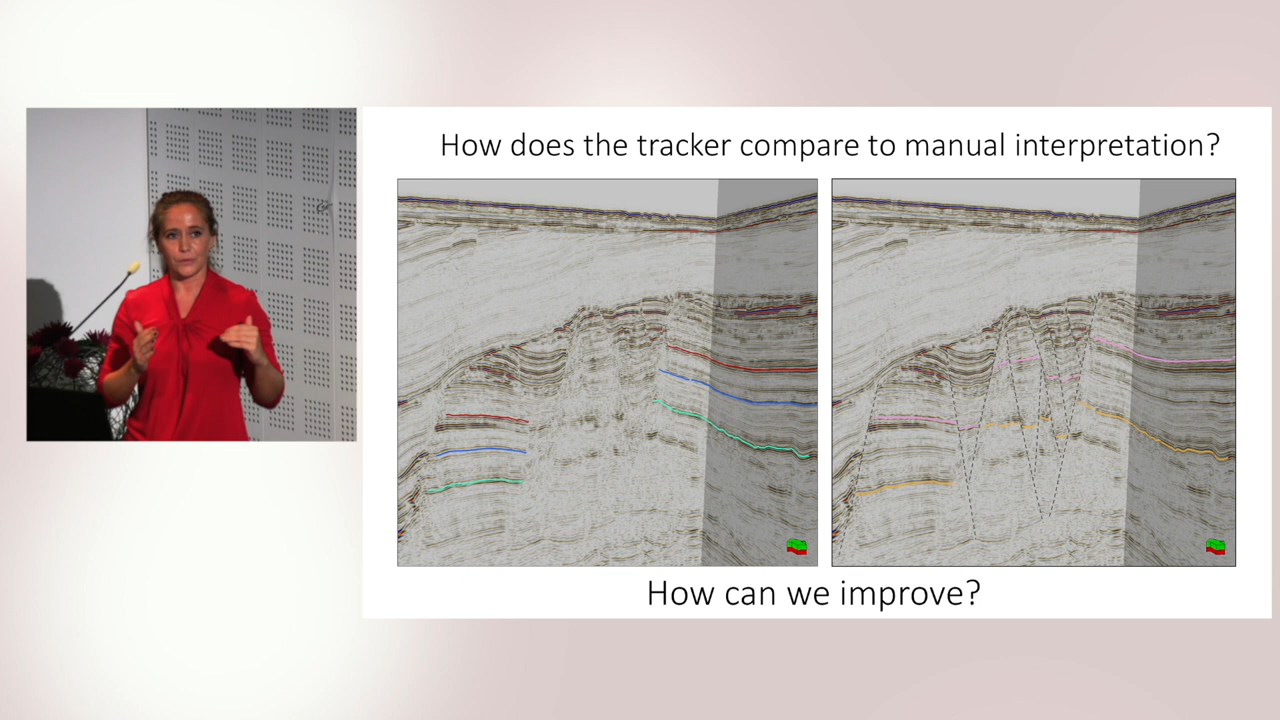 How does the tracker compare to manual interpretation?
How can we improve?